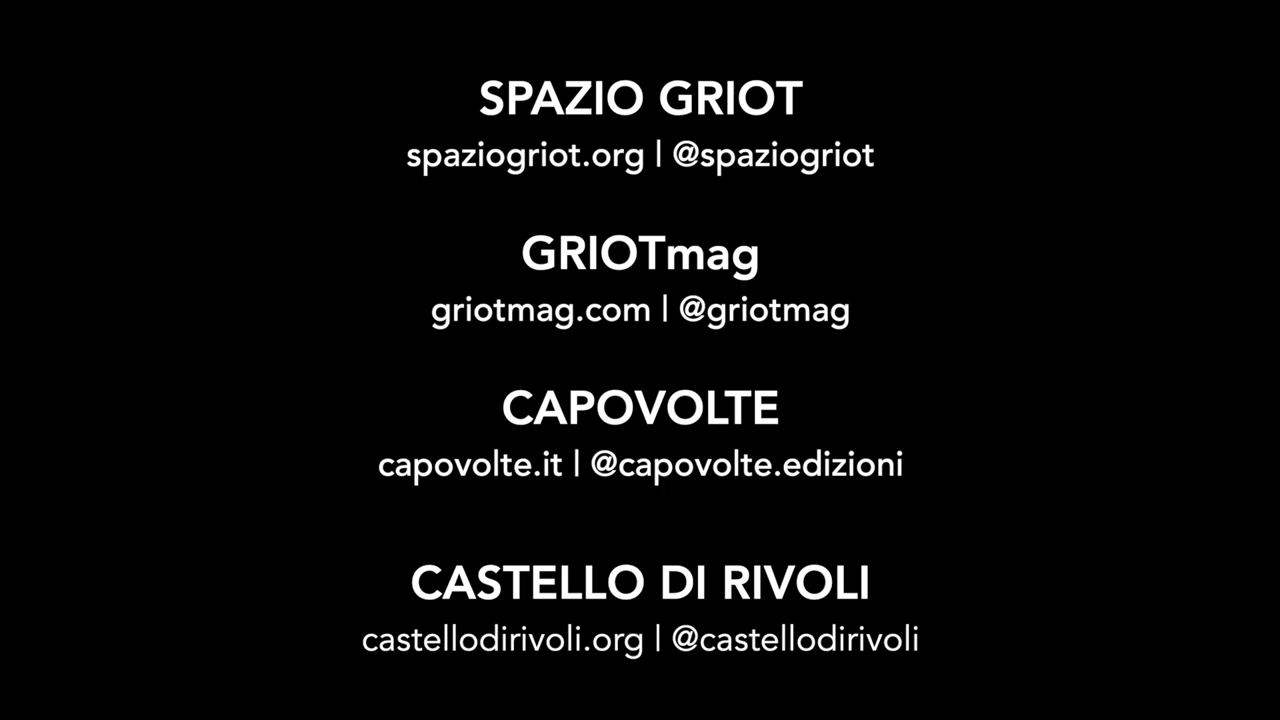 SPAZIO GRIOT
spaziogriot.org | @spaziogriot
GRIOTmag
griotmag.com | @griotmag
CAPOVOLTE
capovolte.it | @capovolte.edizioni
CASTELLO DI RIVOLI
castellodirivoli.org | @castellodirivoli